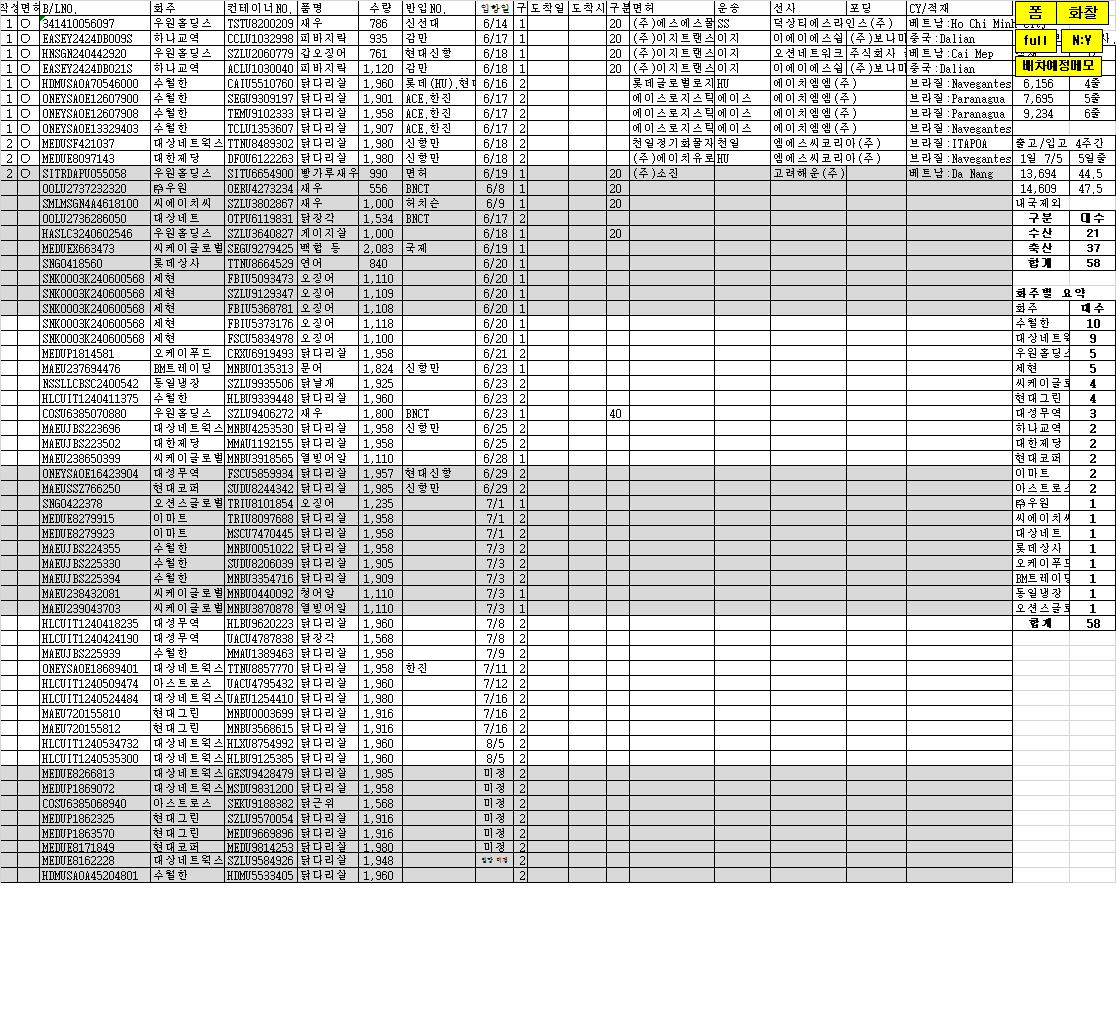 작성 면허 B/LNO. 화주 컨테이너NO. 품명 수량 반입NO. 입항일 구 도착일 도착시 구분 면허 운송 선사 포딩 CY/적재 폼 화찰
1 ○ 341410056097 우원홀딩스 TSTU8200209 새우 786 신선대 6/14 1 20 (주)에스에스물 SS 덕상티에스라인스(주) 베트남:Ho Chi Minh City
1 ○ EASEY2424DB009S 하나교역 CCLU1032998 피바지락 935 감만 6/17 1 20 (주)이지트랜스 이지 이에이에스쉽 (주)보나미 중국:Dalian full N:Y
1 ○ HNSGN240442920 우원홀딩스 SZLU2060779 갑오징어 761 현대신항 6/18 1 20 (주)이지트랜스 이지 오션네트워크 주식회사 베트남:Cai Mep
1 ○ EASEY2424DB021S 하나교역 ACLU1030040 피바지락 1,120 감만 6/18 1 20 (주)이지트랜스 이지 이에이에스쉽 (주)보나미 중국:Dalian 배차예정메모
1 ○ HDMUSAOA70546000 수월한 CAIU5510760 닭다리살 1,960 롯데(HU),현대 6/16 2 롯데글로벌로지 HU 에이치엠엠(주) 브라질:Navegantes 6,156 4줄
1 ○ ONEYSAOE12607900 수월한 SEGU9309197 닭다리살 1,901 ACE,한진 6/17 2 에이스로지스틱 에이스 에이치엠엠(주) 브라질:Paranagua 7,695 5줄
1 ○ ONEYSAOE12607908 수월한 TEMU9102333 닭다리살 1,958 ACE,한진 6/17 2 에이스로지스틱 에이스 에이치엠엠(주) 브라질:Paranagua 9,234 6줄
1 ○ ONEYSAOE13329403 수월한 TCLU1353607 닭다리살 1,907 ACE,한진 6/17 2 에이스로지스틱 에이스 에이치엠엠(주) 브라질:Navegantes
2 ○ MEDUSF421037 대상네트웍스 TTNU8489302 닭다리살 1,980 신항만 6/18 2 천일정기화물자 천일 엠에스씨코리아(주) 브라질:ITAPOA 출고/입고 4주간
2 ○ MEDUE8097143 대한제당 DFOU6122263 닭다리살 1,980 신항만 6/18 2 (주)에이치유로 HU 엠에스씨코리아(주) 브라질:Navegantes 1일 7/5 5일줄
2 ○ SITRDAPU055058 우원홀딩스 SITU6654900 빵가루새우 990 면허 6/19 1 20 (주)소진 고려해운(주) 베트남:Da Nang 13,694 44.5
OOLU2737232320 ㈜우원 OERU4273234 새우 556 BNCT 6/8 1 20 14,609 47.5
SMLMSGN4A4618100 씨에이치씨 SZLU3802867 새우 1,000 허치슨 6/9 1 20 내국제외
OOLU2736286050 대상네트 OTPU6119831 닭장각 1,534 BNCT 6/17 2 구분 대수
HASLC3240602546 우원홀딩스 SZLU3640827 게이지살 1,000 6/18 1 20 수산 21
MEDUEX663473 씨케이글로벌 SEGU9279425 백합 등 2,083 국제 6/19 1 축산 37
SNGO418560 롯데상사 TTNU8664529 연어 840 6/20 1 합계 58
SNKO003K240600568 세현 FBIU5093473 오징어 1,110 6/20 1
SNKO003K240600568 세현 SZLU9129347 오징어 1,109 6/20 1 화주별 요약
SNKO003K240600568 세현 FBIU5368781 오징어 1,108 6/20 1 화주 대수
SNKO003K240600568 세현 FBIU5373176 오징어 1,118 6/20 1 수월한 10
SNKO003K240600568 세현 FSCU5834978 오징어 1,100 6/20 1 대상네트웍 9
MEDUP1814581 오케이푸드 CRXU6919493 닭다리살 1,958 6/21 2 우원홀딩스 5
MAEU237694476 BM트레이딩 MNBU0135313 문어 1,824 신항만 6/23 1 세현 5
NSSLLCBSC2400542 동일냉장 SZLU9935506 닭날개 1,925 6/23 2 씨케이글로 4
HLCUIT1240411375 수월한 HLBU9339448 닭다리살 1,960 6/23 2 현대그린 4
COSU6385070880 우원홀딩스 SZLU9406272 새우 1,800 BNCT 6/23 1 40 대성무역 3
MAEUJBS223696 대상네트웍스 MNBU4253530 닭다리살 1,958 신항만 6/25 2 하나교역 2
MAEUJBS223502 대한제당 MMAU1192155 닭다리살 1,958 6/25 2 대한제당 2
MAEU238650399 씨케이글로벌 MNBU3918565 열빙어알 1,110 6/28 1 현대코퍼 2
ONEYSAOE16423904 대성무역 FSCU5859934 닭다리살 1,957 현대신항 6/29 2 이마트 2
MAEUSSZ766250 현대코퍼 SUDU8244342 닭다리살 1,985 신항만 6/29 2 아스트로스 2
SNGO422378 오션스글로벌 TRIU8101854 오징어 1,235 7/1 1 ㈜우원 1
MEDUE8279915 이마트 TRIU8097688 닭다리살 1,958 7/1 2 씨에이치씨 1
MEDUE8279923 이마트 MSCU7470445 닭다리살 1,958 7/1 2 대상네트 1
MAEUJBS224355 수월한 MNBU0051022 닭다리살 1,958 7/3 2 롯데상사 1
MAEUJBS225330 수월한 SUDU8206039 닭다리살 1,905 7/3 2 오케이푸드 1
MAEUJBS225394 수월한 MNBU3354716 닭다리살 1,909 7/3 2 BM트레이딩 1
MAEU238432081 씨케이글로벌 MNBU0440092 청어알 1,110 7/3 1 동일냉장 1
MAEU239043703 씨케이글로벌 MNBU3870878 열빙어알 1,110 7/3 1 오션스글로 1
HLCUIT1240418235 대성무역 HLBU9620223 닭다리살 1,960 7/8 2 합계 58
HLCUIT1240424190 대성무역 UACU4787838 닭장각 1,568 7/8 2
MAEUJBS225939 수월한 MMAU1389463 닭다리살 1,958 7/9 2
ONEYSAOE18689401 대상네트웍스 TTNU8857770 닭다리살 1,958 한진 7/11 2
HLCUIT1240509474 아스트로스 UACU4795432 닭다리살 1,960 7/12 2
HLCUIT1240524484 대상네트웍스 UAEU1254410 닭다리살 1,980 7/16 2
MAEU720155810 현대그린 MNBU0003699 닭다리살 1,916 7/16 2
MAEU720155812 현대그린 MNBU3568615 닭다리살 1,916 7/16 2
HLCUIT1240534732 대상네트웍스 HLXU8754992 닭다리살 1,960 8/5 2
HLCUIT1240535300 대상네트웍스 HLBU9125385 닭다리살 1,960 8/5 2
MEDUE8266813 대상네트웍스 GESU9428479 닭다리살 1,985 미정 2
MEDUP1869072 대상네트웍스 MSDU9831200 닭다리살 1,958 미정 2
COSU6385068940 아스트로스 SEKU9188382 닭근위 1,568 미정 2
MEDUP1862325 현대그린 SZLU9570054 닭다리살 1,916 미정 2
MEDUP1863570 현대그린 MEDU9669896 닭다리살 1,916 미정 2
MEDUE8171849 현대코퍼 MEDU9814253 닭다리살 1,980 미정 2
MEDUE8162228 대상네트웍스 SZLU9584926 닭다리살 1,948 미정 2
HDMUSAOA45204801 수월한 HDMU5533405 닭다리살 1,960 2